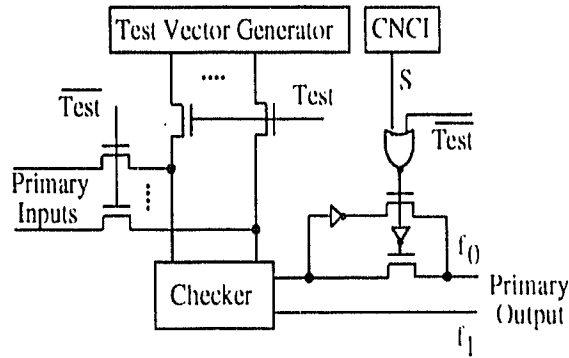 Test Vector Generator
CNCI
....
S
Test
Test
Test
Primary
Inputs
....
f0
Checker
Primary
Output
f1